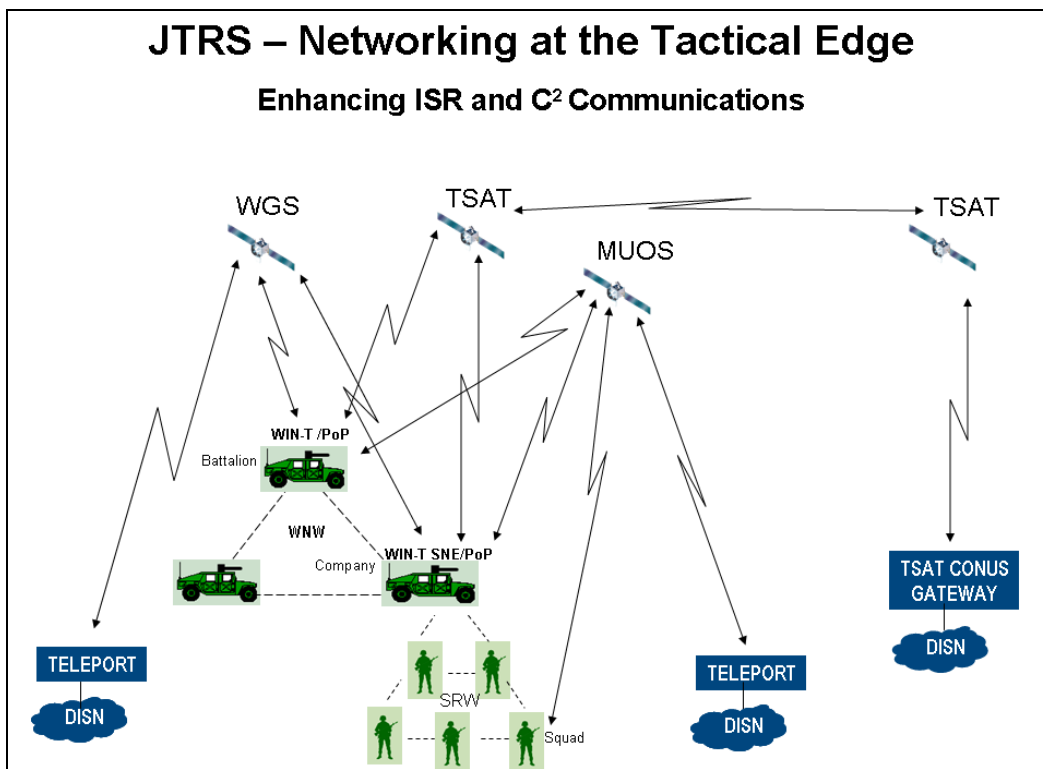 JTRS – Networking at the Tactical Edge
Enhancing ISR and C² Communications
WGS
TSAT
TSAT
MUOS
WIN-T /PoP
Battalion
WNW
WIN-T SNE/PoP
Company
TSAT CONUS
GATEWAY
DISN
TELEPORT
DISN
TELEPORT
DISN
SRW
Squad